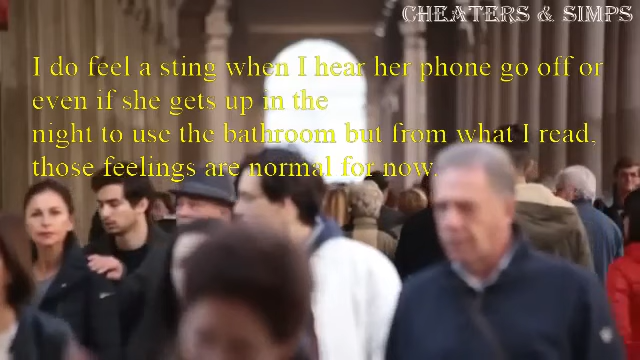 CHEATERS & SIMPS
I do feel a sting when I hear her phone go off or
even if she gets up in the
night to use the bathroom but from what I read,
those feelings are normal for now.